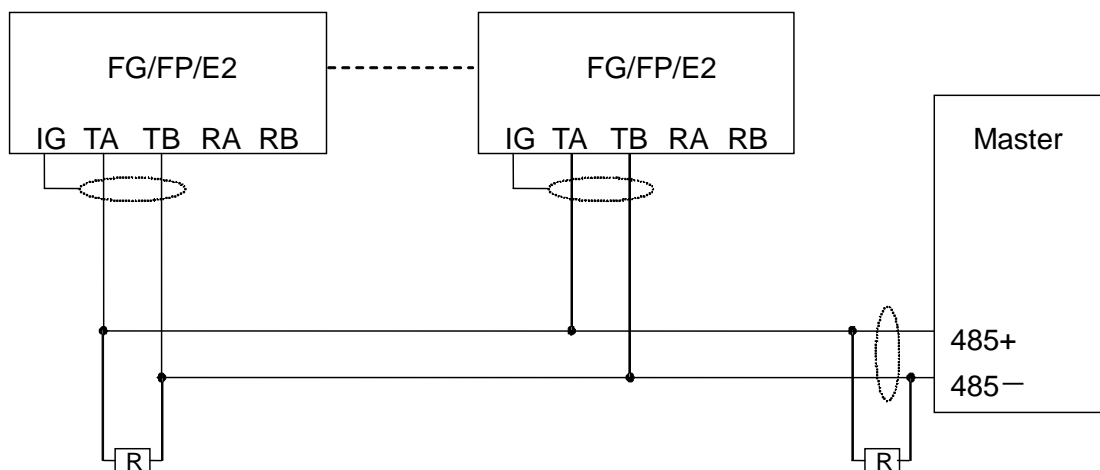 FG/FP/E2
IG TA TB RA RB
FG/FP/E2
IG TA TB RA RB
Master
485+
485—
R
R